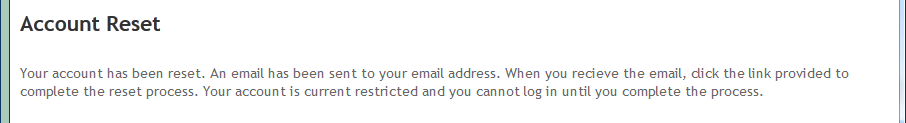 Account Reset
Your account has been reset. An email has been sent to your email address. When you recieve the email, click the link provided to
complete the reset process. Your account is current restricted and you cannot log in until you complete the process.